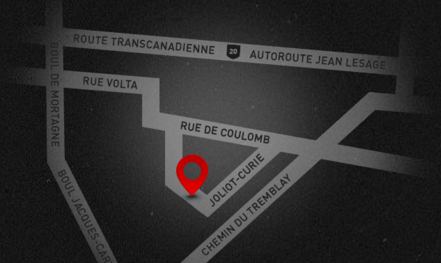 ROUTE TRANSCANADIENNE
20
AUTOROUTE JEAN LESAGE
RUE VOLTA
BOUL DE MORTAGNE
RUE DE COULOMB
JOLIOT-CURIE
CHEMIN DU TREMBLAY
BOUL JACQUES-CAR